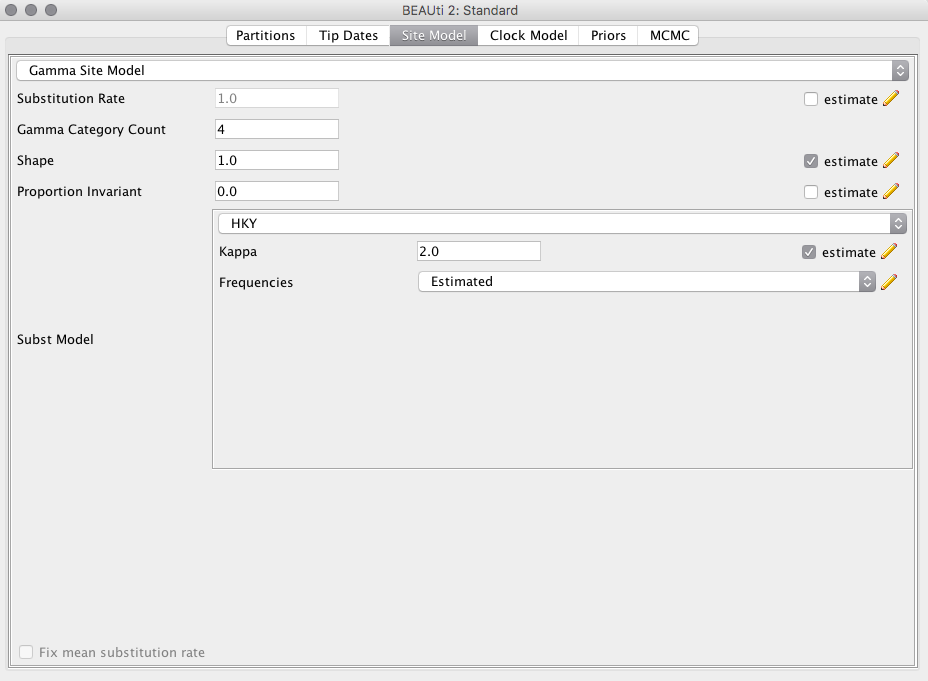 BEAUti 2: Standard
Partitions Tip Dates Site Model Clock Model Priors MCMC
Gamma Site Model
Substitution Rate 1.0 estimate
Gamma Category Count 4
Shape 1.0 estimate
Proportion Invariant 0.0 estimate
HKY
Kappa 2.0 estimate
Frequencies Estimated
Subst Model
Fix mean substitution rate